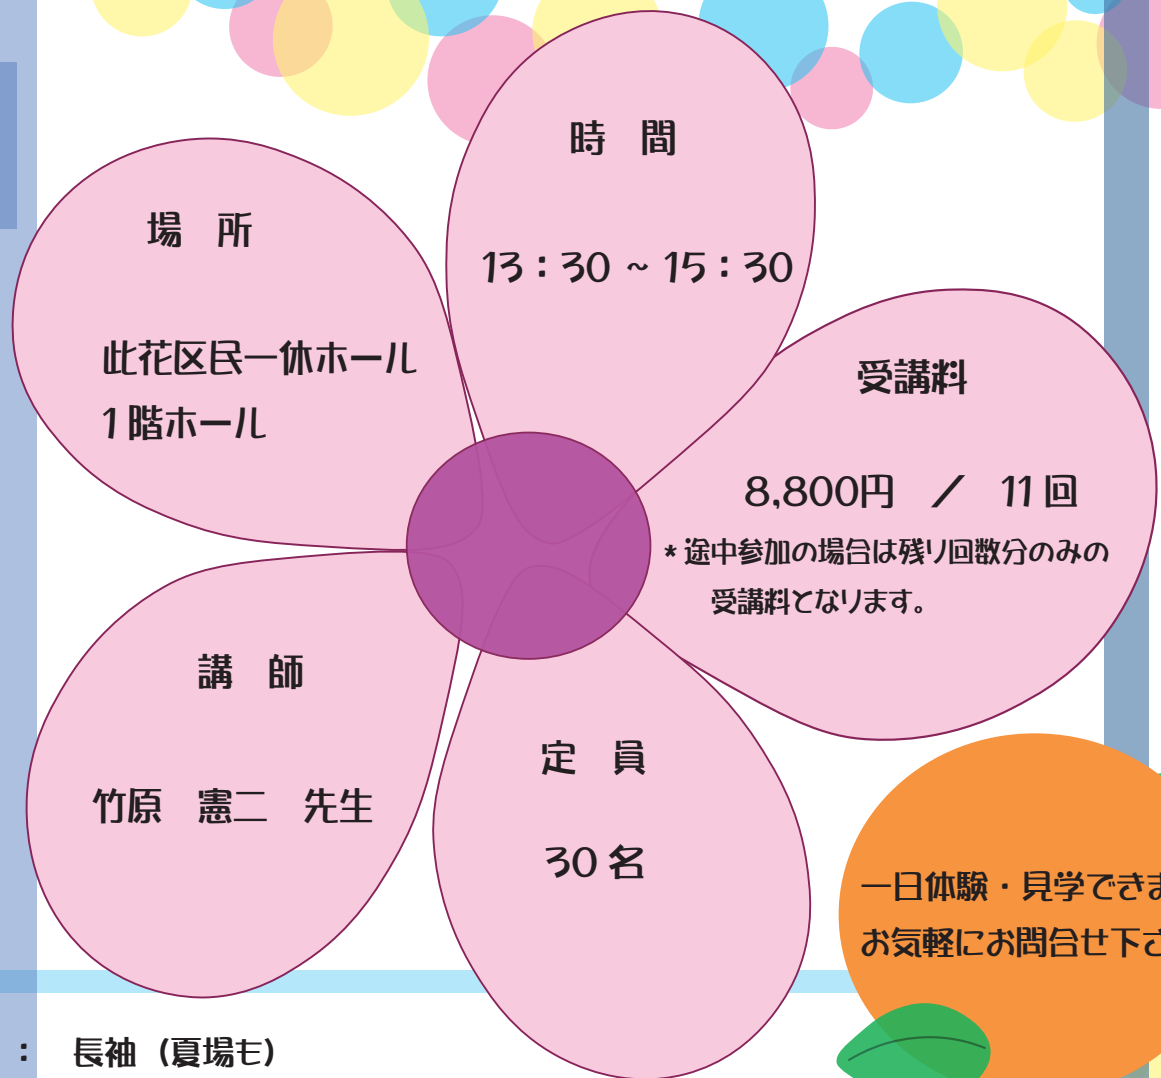 時 間
13：30 ~ 15：30
場 所
此花区民一休ホール
1階ホール
受講料
8,800円 ／ 11回
* 途中参加の場合は残り回数分のみの
受講料となります。
講 師
竹原 憲二 先生
定 員
30名
一日体験・見学できま
お気軽にお問合せ下さ
： 長袖（夏場も）